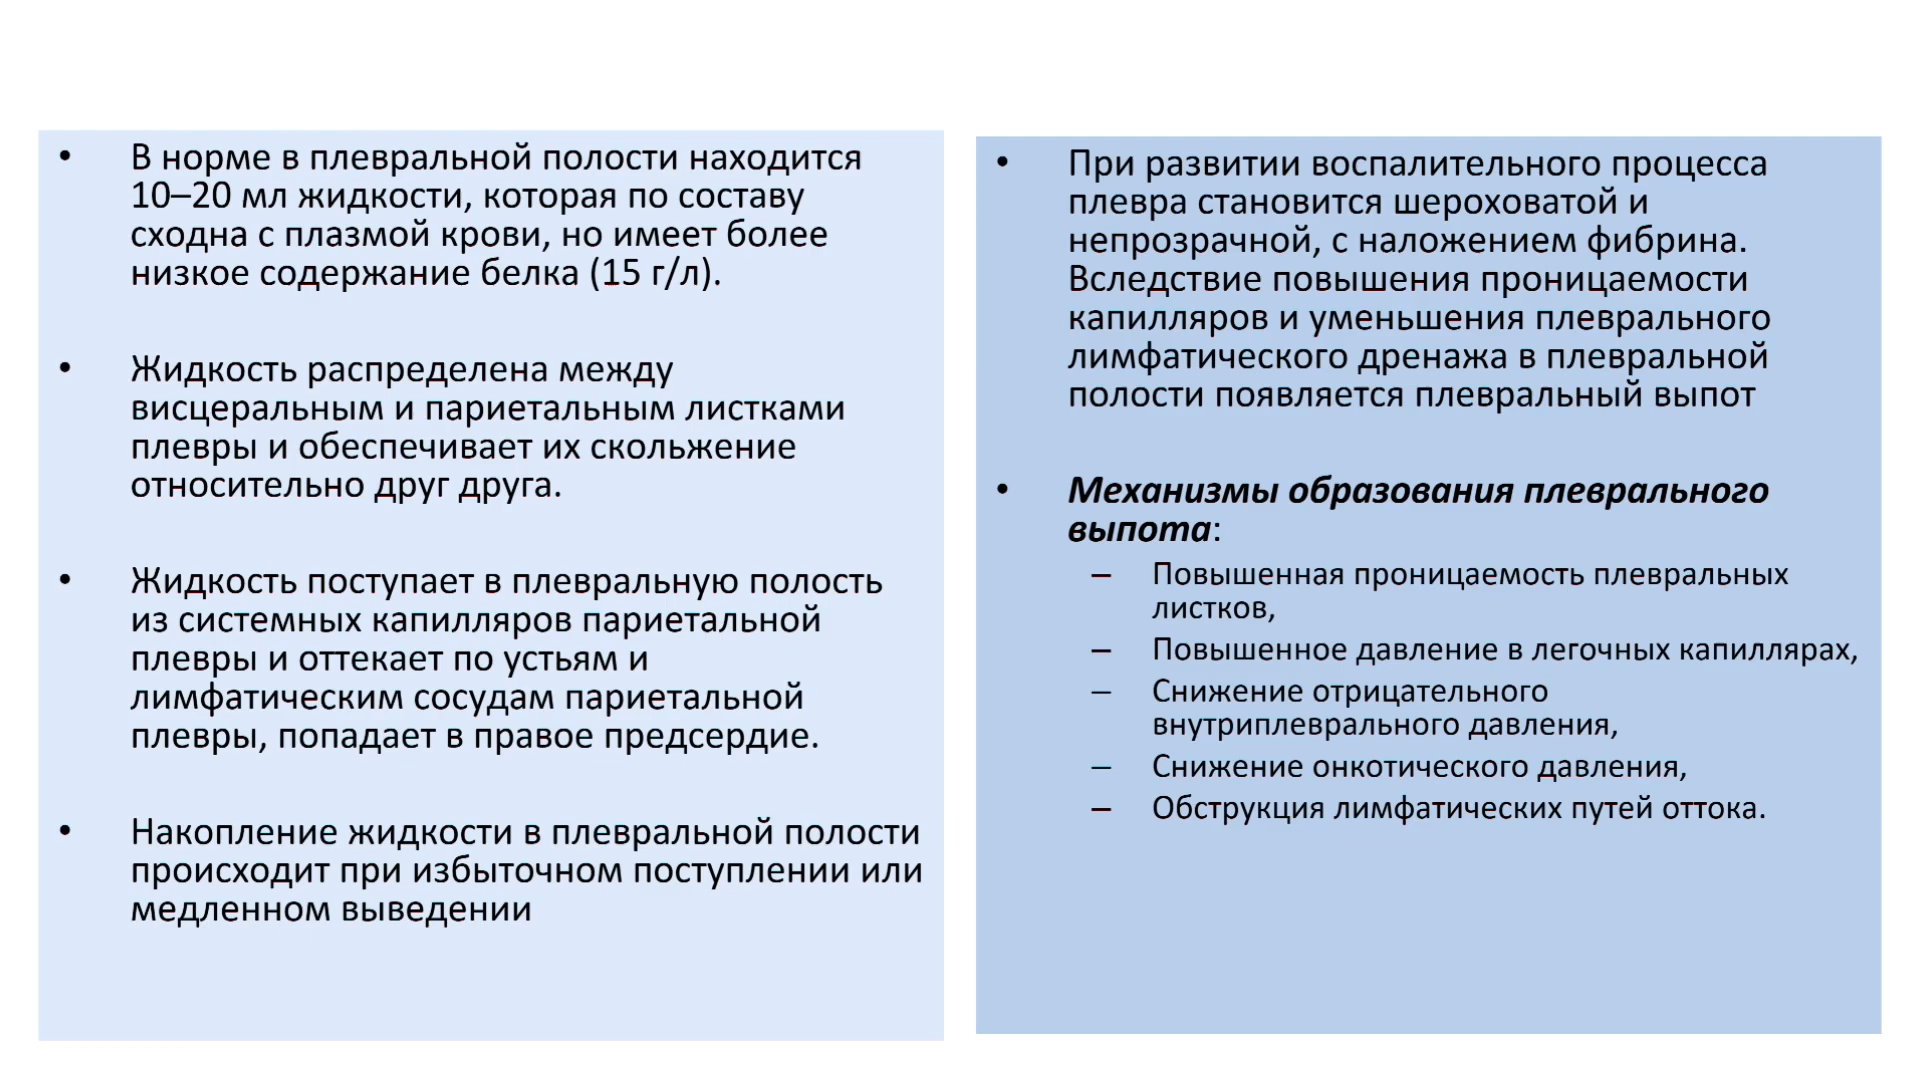 • В норме в плевральной полости находится
10–20 мл жидкости, которая по составу
сходна с плазмой крови, но имеет более
низкое содержание белка (15 г/л).
• Жидкость распределена между
висцеральным и париетальным листками
плевры и обеспечивает их скольжение
относительно друг друга.
• Жидкость поступает в плевральную полость
из системных капилляров париетальной
плевры и оттекает по устьям и
лимфатическим сосудам париетальной
плевры, попадает в правое предсердие.
• Накопление жидкости в плевральной полости
происходит при избыточном поступлении или
медленном выведении
• При развитии воспалительного процесса
плевра становится шероховатой и
непрозрачной, с наложением фибрина.
Вследствие повышения проницаемости
капилляров и уменьшения плеврального
лимфатического дренажа в плевральной
полости появляется плевральный выпот
• Механизмы образования плеврального
выпота:
– Повышенная проницаемость плевральных
листков,
– Повышенное давление в легочных капиллярах,
– Снижение отрицательного
внутриплеврального давления,
– Снижение онкотического давления,
– Обструкция лимфатических путей оттока.